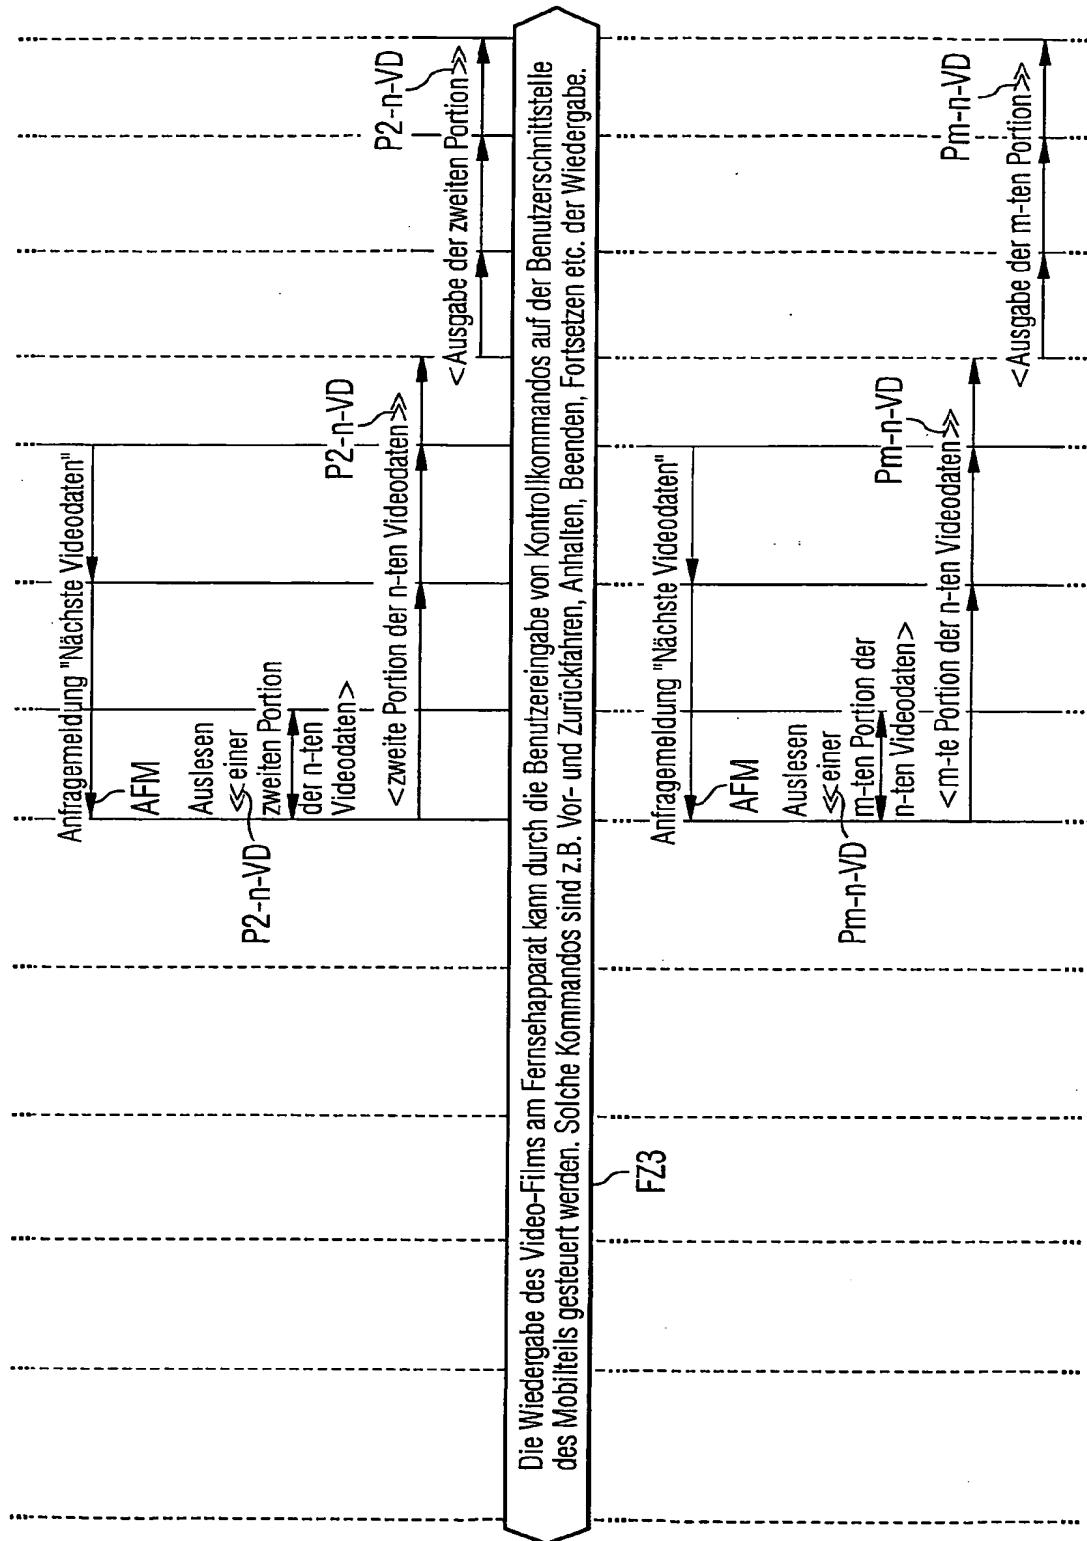 Anfragemeldung "Nächste Videodaten"
AFM
Auslesen
<<einer
zweiten Portion
der n-ten
Videodaten>
P2-n-VD
P2-n-VD
<zweite Portion der n-ten Videodaten>>
P2-n-VD
<Ausgabe der zweiten Portion>>
Die Wiedergabe des Video-Films am Fernsehapparat kann durch die Benutzereingabe von Kontrollkommandos auf der Benutzerschnittstelle
des Mobilteils gesteuert werden. Solche Kommandos sind z.B. Vor- und Zurückfahren, Anhalten, Beenden, Fortsetzen etc. der Wiedergabe.
FZ3
Anfragemeldung "Nächste Videodaten"
AFM
Auslesen
<<einer
m-ten Portion der
n-ten Videodaten>
Pm-n-VD
Pm-n-VD
<m-te Portion der n-ten Videodaten>>
Pm-n-VD
<Ausgabe der m-ten Portion>>